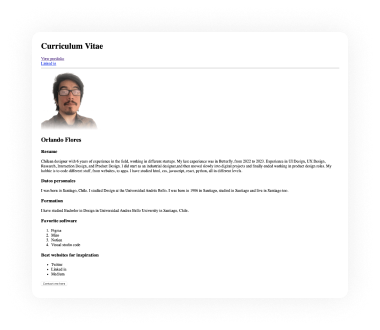 Curriculum Vitae
View portfolio
Linked in
Orlando Flores
Resume
Chilean designer with 6 years of experience in the field, working in different startups. My last experience was in Betterfly, from 2022 to 2023. Experience in UI Design, UX Design,
Research, Interaction Design, and Product Design. I did start as an industrial designer, and then moved slowly into digital projects and finally ended working in product design roles. My
hobbie is to code different stuff, from websites, to apps. I have studied html, css, javascript, react, python, all in different levels.
Datos personales
I was born in Santiago, Chile. I studied Design in the Universidad Andrés Bello. I was born in 1986 in Santiago, studied in Santiago and live in Santiago too.
Formation
I have studied Bachelor in Design in Universidad Andres Bello University in Santiago, Chile.
Favorite software
1. Figma
2. Miro
3. Notion
4. Visual studio code
Best websites for inspiration
• Twitter
• Linked in
• Medium